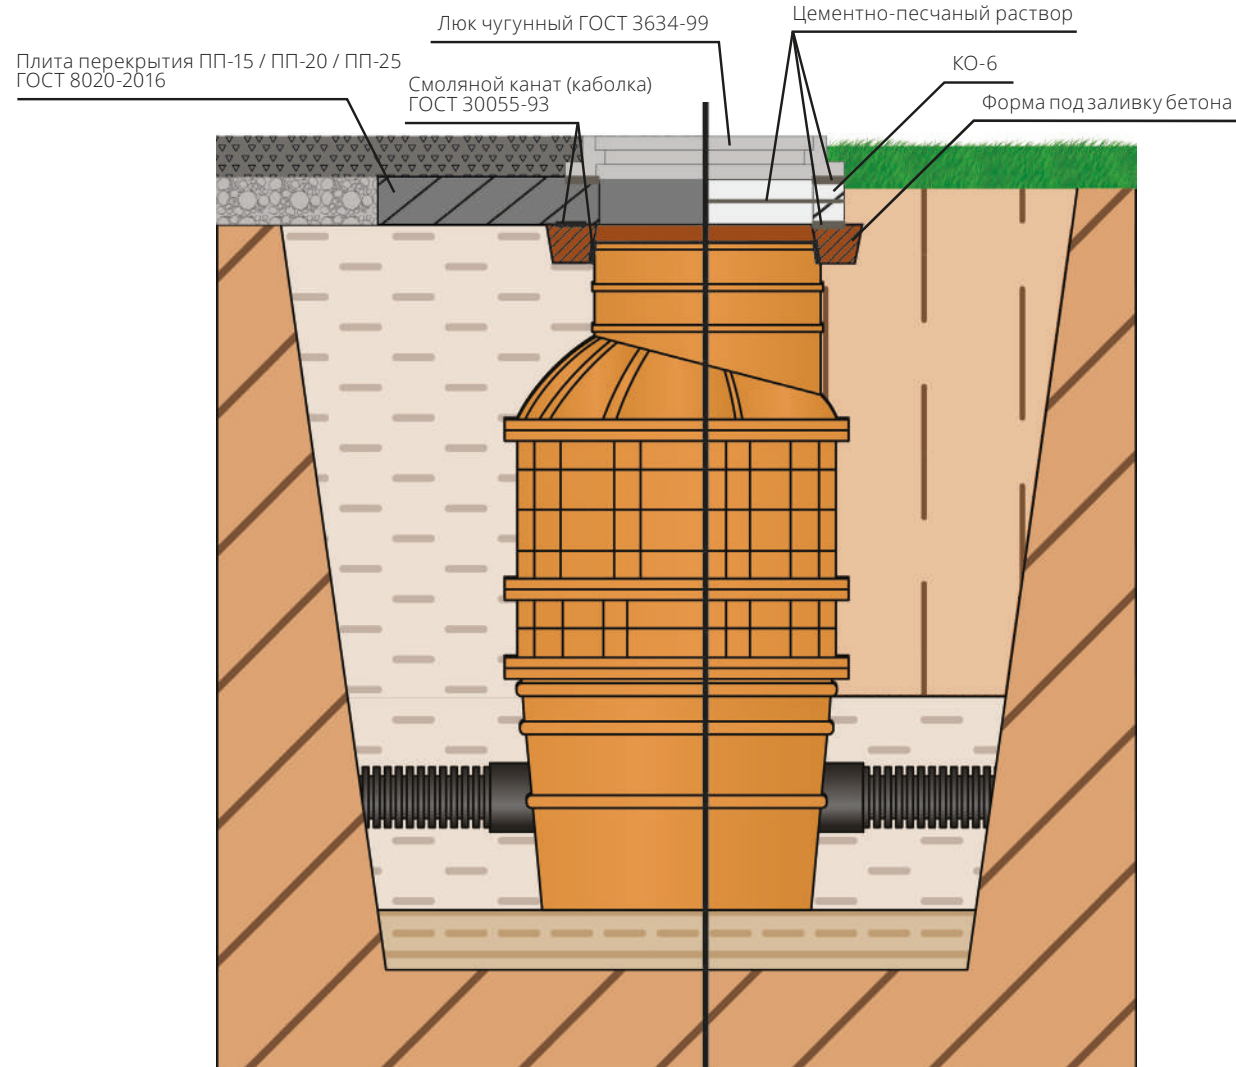 Люк чугунный ГОСТ 3634-99
Цементно-песчаный раствор
Плита перекрытия ПП-15 / ПП-20 / ПП-25
ГОСТ 8020-2016
Смоляной канат (каболка)
ГОСТ 30055-93
КО-6
Форма под заливку бетона